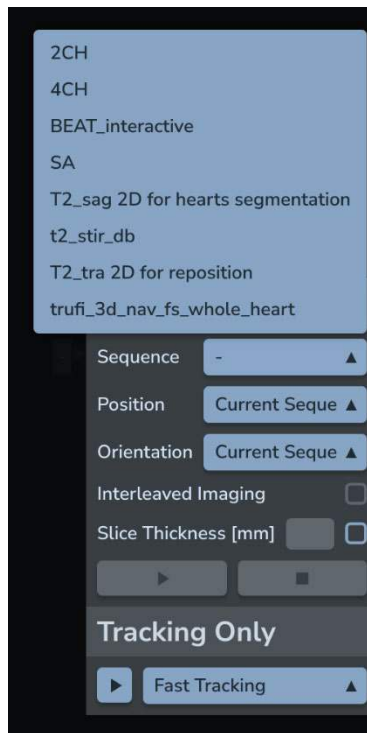 2CH
4CH
BEAT_interactive
SA
T2_sag 2D for hearts segmentation
t2_stir_db
T2_tra 2D for reposition
trufi_3d_nav_fs_whole_heart
Sequence -
Position Current Seque
Orientation Current Seque
Interleaved Imaging
Slice Thickness [mm]
Tracking Only
Fast Tracking